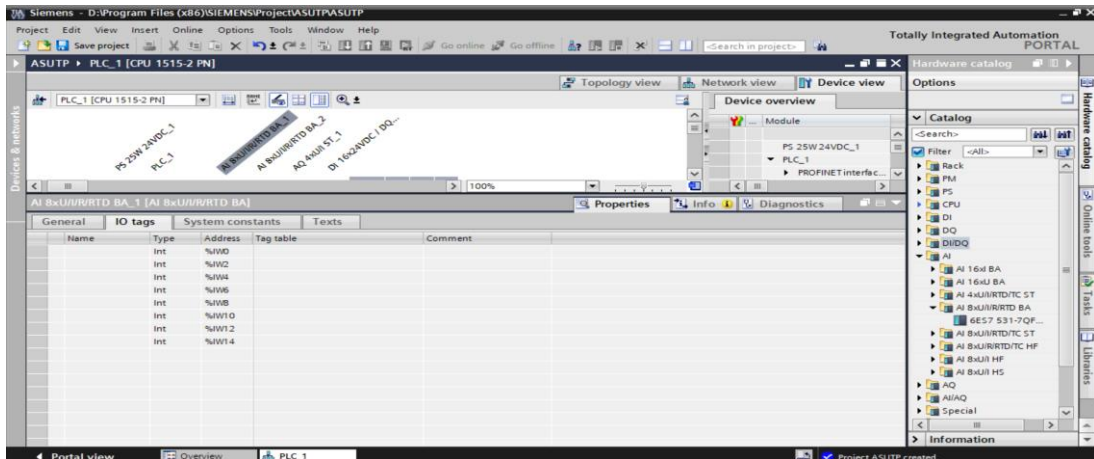 Siemens - D:\Program Files (x86)\SIEMENS\Project\ASUTP\ASUTP
Project Edit View Insert Online Options Tools Window Help
Totally Integrated Automation
PORTAL
Save project
Go online Go offline
<Search in project>
ASUTP PLC_1 [CPU 1515-2 PN]
Topology view Network view Device view
PLC_1 [CPU 1515-2 PN]
PS 25W 24VDC_1
PLC_1
AI 8xU/I/R/RTD BA_1
AI 8xU/I/R/RTD BA_2
AQ 4xU/I ST_1
DI 16x24VDC / DQ...
100%
Device overview
... Module
PS 25W 24VDC_1
PLC_1
PROFINET interfac...
Devices & networks
AI 8xU/I/R/RTD BA_1 [AI 8xU/I/R/RTD BA]
Properties Info Diagnostics
General IO tags System constants Texts
Name Type Address Tag table Comment
Int %IW0
Int %IW2
Int %IW4
Int %IW6
Int %IW8
Int %IW10
Int %IW12
Int %IW14
Hardware catalog
Options
Catalog
<Search>
Filter <All>
Rack
PM
PS
CPU
DI
DQ
DI/DQ
AI
AI 16xI BA
AI 16xU BA
AI 4xU/I/RTD/TC ST
AI 8xU/I/R/RTD BA
6ES7 531-7QF...
AI 8xU/I/RTD/TC ST
AI 8xU/R/RTD/TC HF
AI 8xU/I HF
AI 8xU/I HS
AQ
AI/AQ
Special
Information
Hardware catalog
Online tools
Tasks
Libraries
Portal view Overview PLC_1
Project ASUTP created.